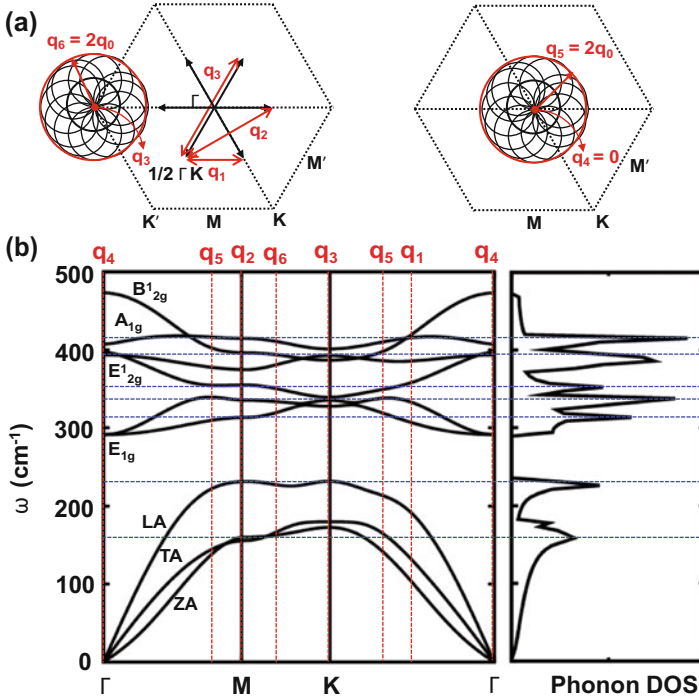 (a)
q6 = 2q0
q3
Γ
q3
q2
q1
1/2 Γ K
K′
M
K
M′
q5 = 2q0
q4 = 0
M′
M
K
(b)
q4
q5
q2
q6
q3
q5
q1
q4
500
400
300
200
100
0
ω (cm-1)
B12g
A1g
E12g
E1g
LA
TA
ZA
Γ
M
K
Γ
Phonon DOS